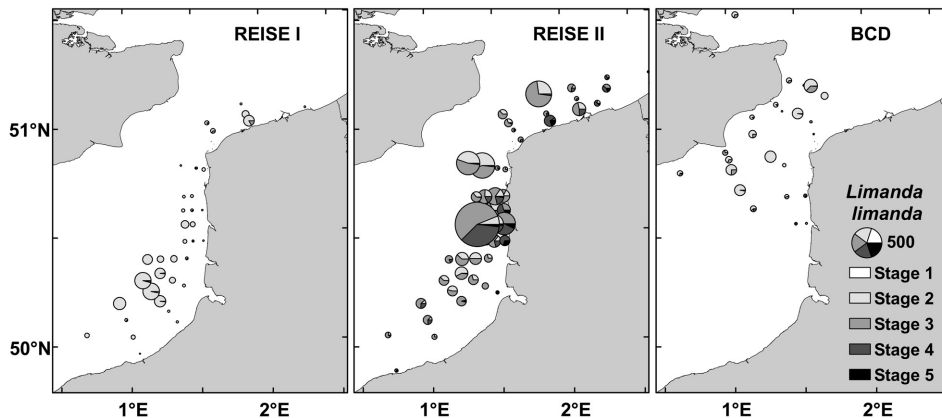 REISE I
REISE II
BCD
51°N
50°N
Limanda
limanda
500
Stage 1
Stage 2
Stage 3
Stage 4
Stage 5
1°E
2°E
1°E
2°E
1°E
2°E